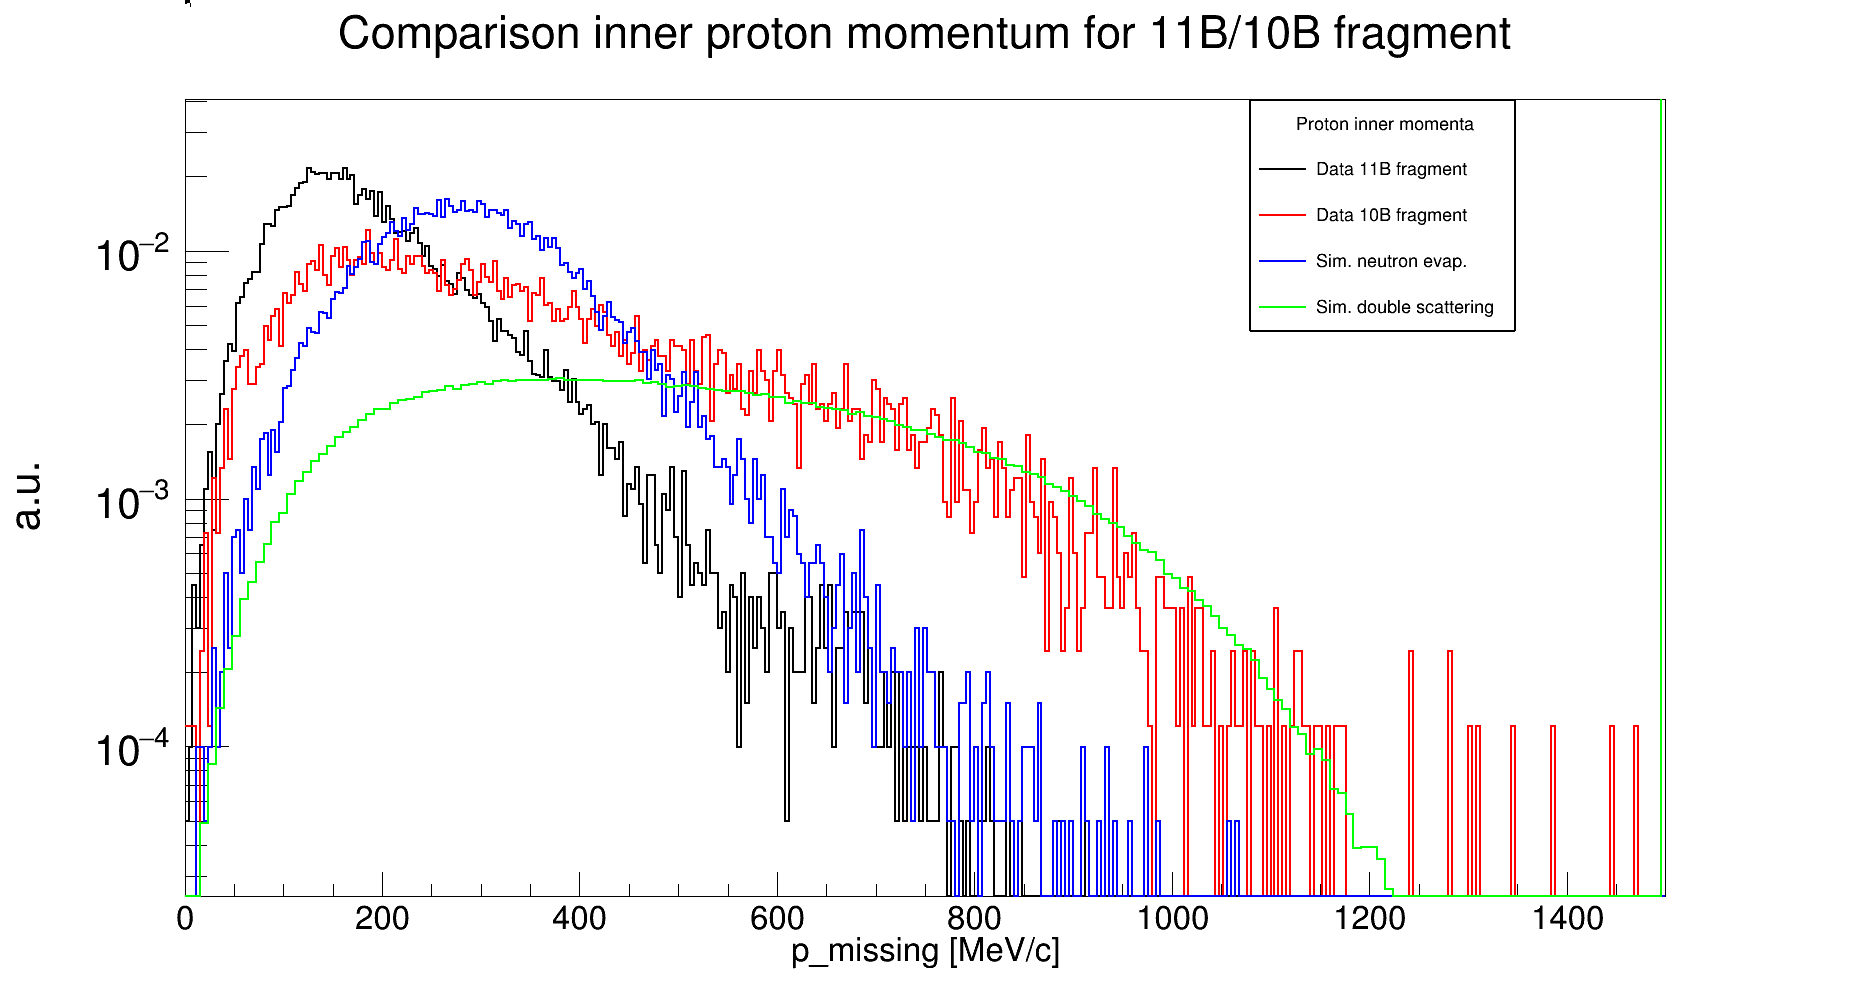 Comparison inner proton momentum for 11B/10B fragment
Proton inner momenta
Data 11B fragment
Data 10B fragment
Sim. neutron evap.
Sim. double scattering
a.u.
10⁻²
10⁻³
10⁻⁴
0 200 400 600 800 1000 1200 1400
p_missing [MeV/c]